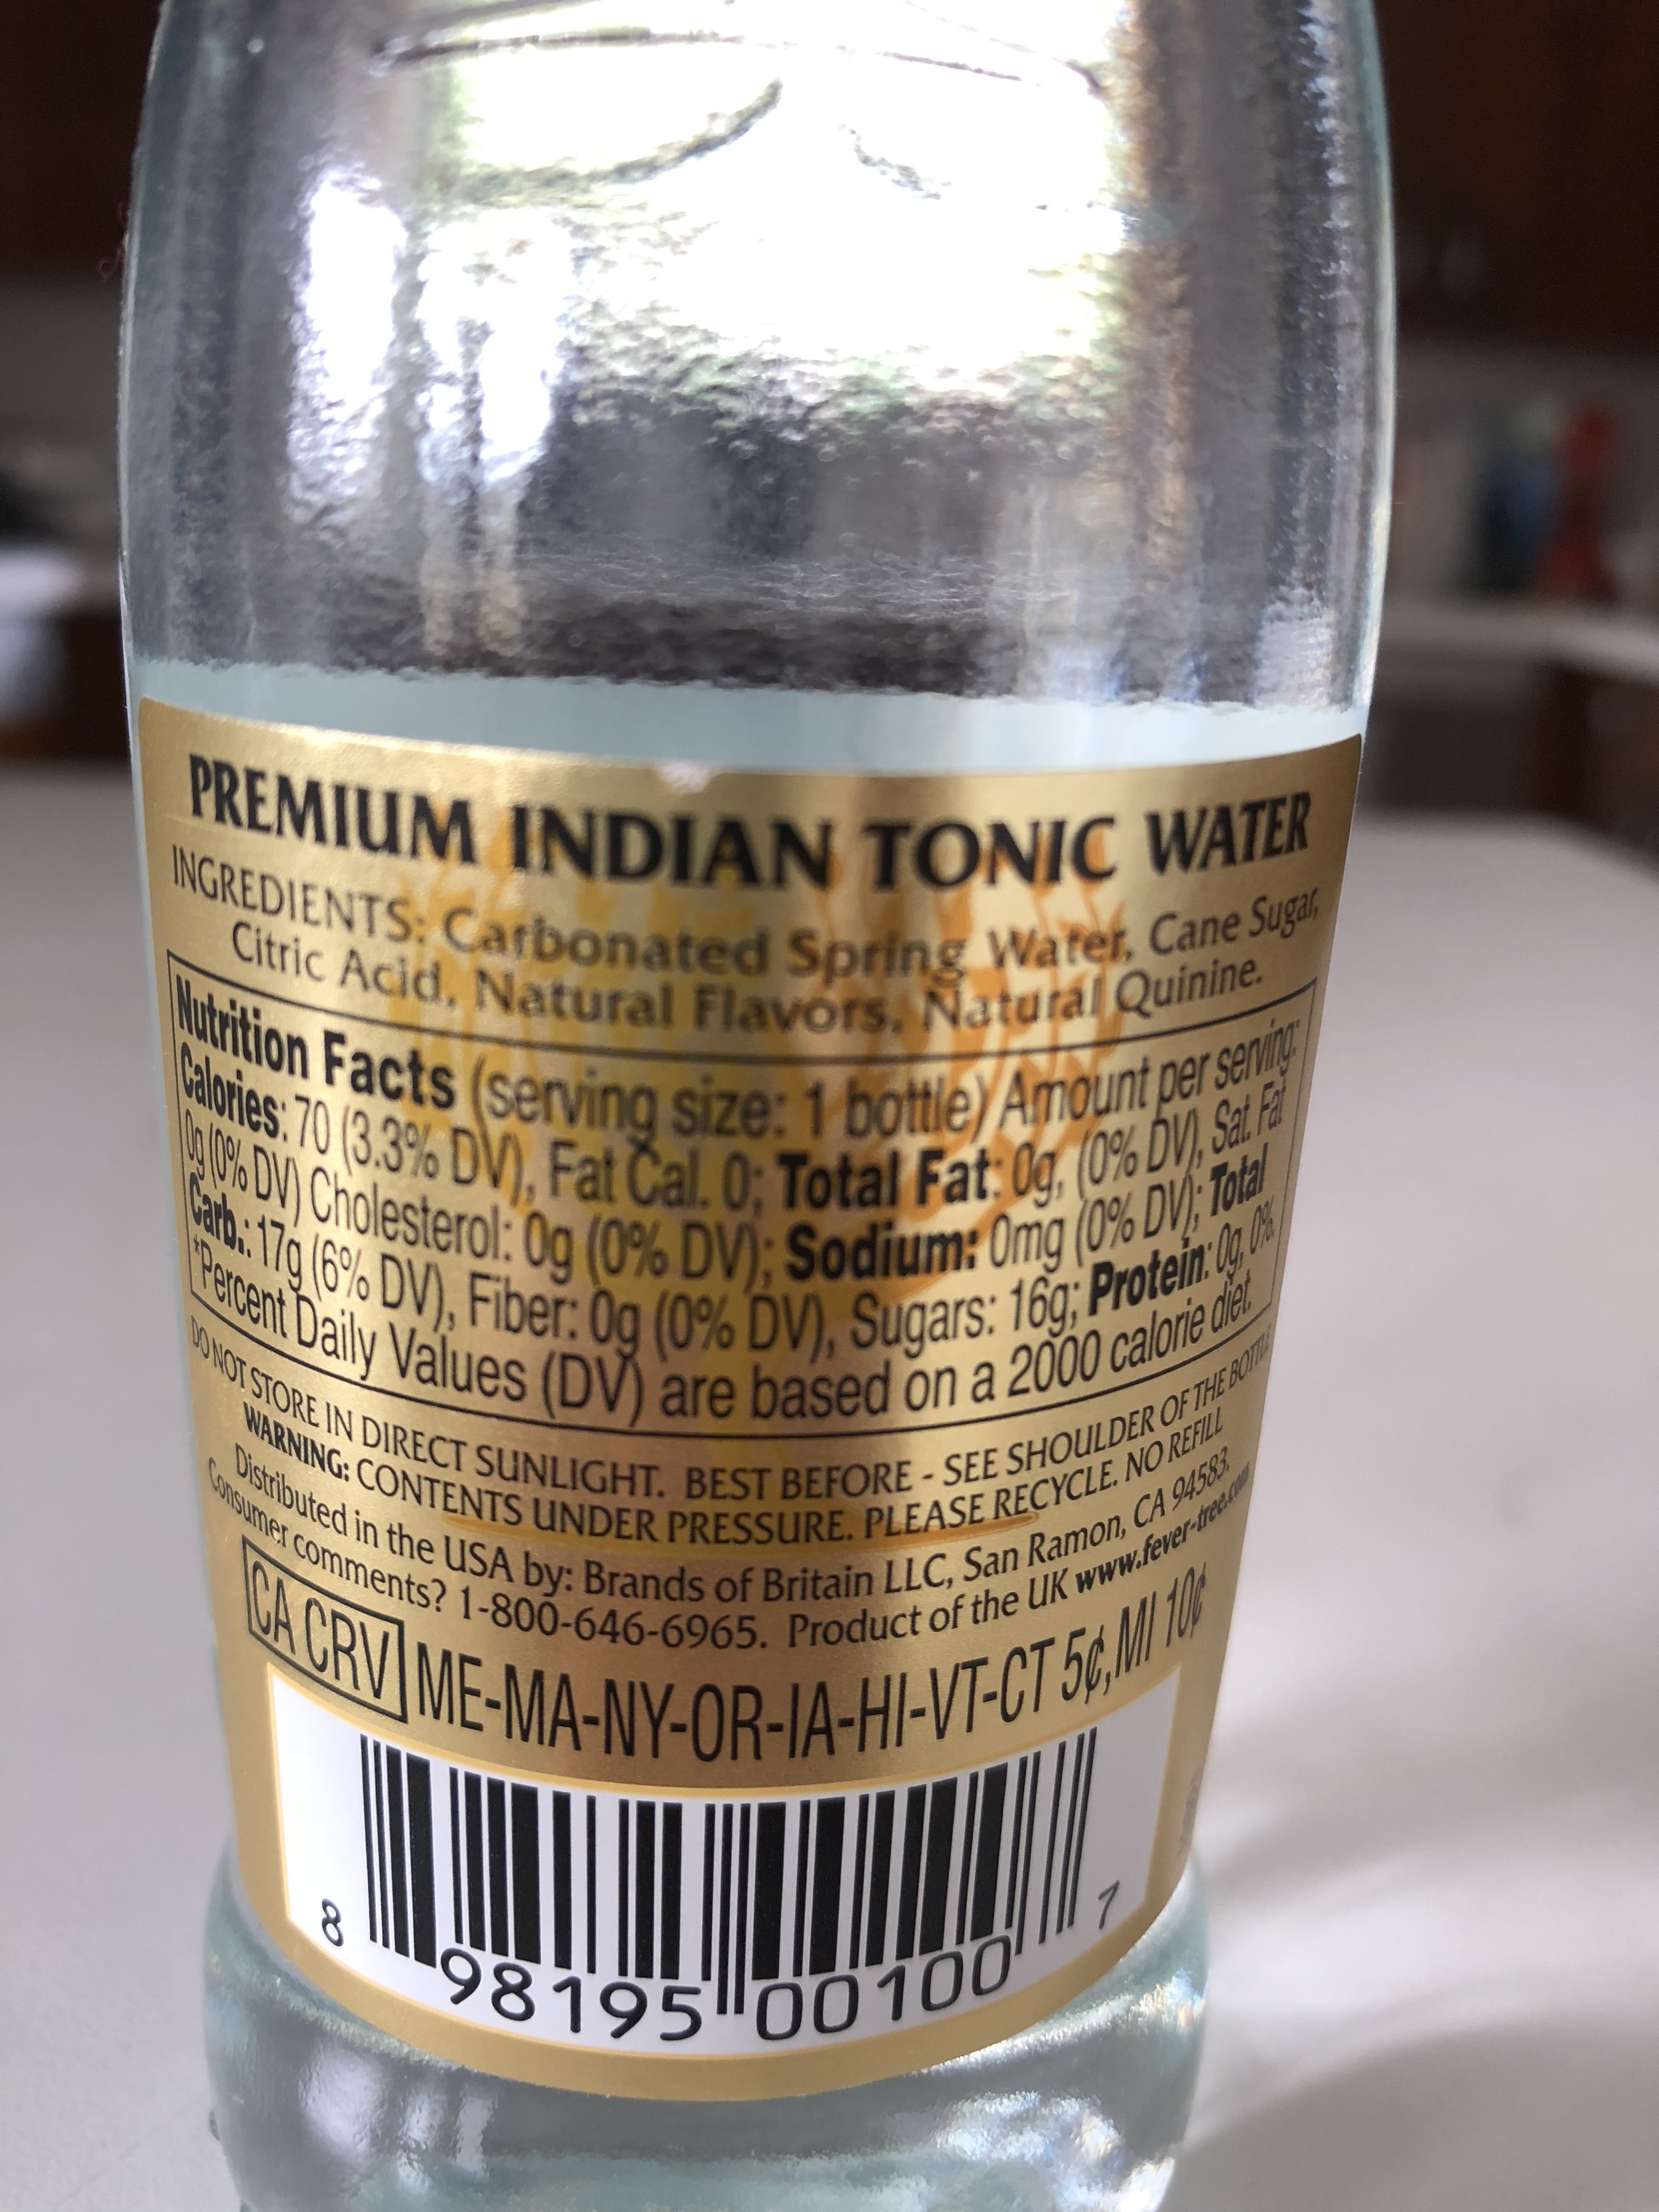 PREMIUM INDIAN TONIC WATER
INGREDIENTS: Carbonated Spring Water, Cane Sugar,
Citric Acid, Natural Flavors, Natural Quinine.
Nutrition Facts (serving size: 1 bottle) Amount per serving:
Calories: 70 (3.3% DV), Fat Cal. 0; Total Fat: 0g, (0% DV), Sat. Fat
0g (0% DV) Cholesterol: 0g (0% DV); Sodium: 0mg (0% DV); Total
Carb.: 17g (6% DV), Fiber: 0g (0% DV), Sugars: 16g; Protein: 0g, 0%.
*Percent Daily Values (DV) are based on a 2000 calorie diet.
DO NOT STORE IN DIRECT SUNLIGHT. BEST BEFORE - SEE SHOULDER OF THE BOTTLE
WARNING: CONTENTS UNDER PRESSURE. PLEASE RECYCLE. NO REFILL
Distributed in the USA by: Brands of Britain LLC, San Ramon, CA 94583.
Consumer comments? 1-800-646-6965. Product of the UK www.fever-tree.com
CA CRV ME-MA-NY-OR-IA-HI-VT-CT 5¢, MI 10¢
8 98195 00100 7